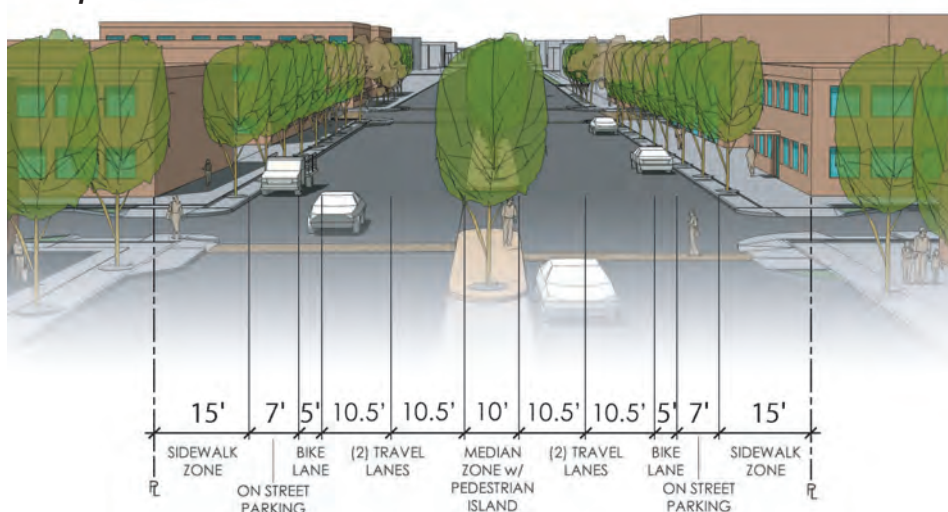 15' 7' 5' 10.5' 10.5' 10' 10.5' 10.5' 5' 7' 15'
SIDEWALK ZONE
ON STREET PARKING
BIKE LANE
(2) TRAVEL LANES
MEDIAN ZONE w/ PEDESTRIAN ISLAND
(2) TRAVEL LANES
BIKE LANE
ON STREET PARKING
SIDEWALK ZONE
PL
PL